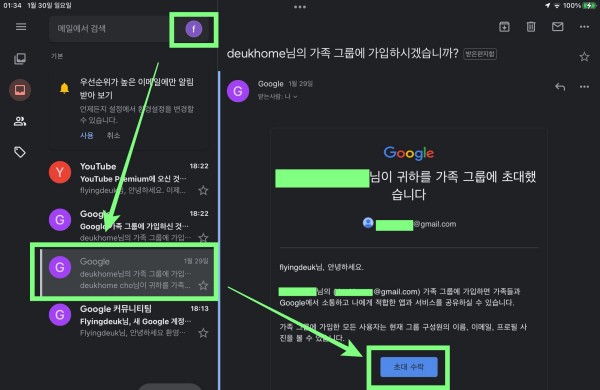 01:34 1월 30일 일요일
100%
메일에서 검색
f
기본
우선순위가 높은 이메일에만 알림
받아 보기
언제든지 설정에서 환경설정을 변경할
수 있습니다.
사용 취소
Y
YouTube 18:22
YouTube Premium에 오신 것…
flyingdeuk, 안녕하세요. 이제…
G
Google 18:22
Google 가족 그룹에 가입하신 것…
deukhome님의 가족 그룹에 가입…
G
Google 1월 29일
deukhome님의 가족 그룹에 가입…
deukhome cho님이 귀하를 가족…
G
Google 커뮤니티팀 18:13
Flyingdeuk님, 새 Google 계정…
Flyingdeuk님, 안녕하세요 환영…
deukhome님의 가족 그룹에 가입하시겠습니까? 받은편지함
G
Google 1월 29일
받는사람: 나
Google
님이 귀하를 가족 그룹에 초대했
습니다
@gmail.com
flyingdeuk님, 안녕하세요.
님의 @gmail.com) 가족 그룹에 가입하면 가족들과
Google에서 소통하고 나에게 적합한 앱과 서비스를 공유하실 수 있습니다.
가족 그룹에 가입한 모든 사용자는 현재 그룹 구성원의 이름, 이메일, 프로필 사
진을 볼 수 있습니다.
초대 수락